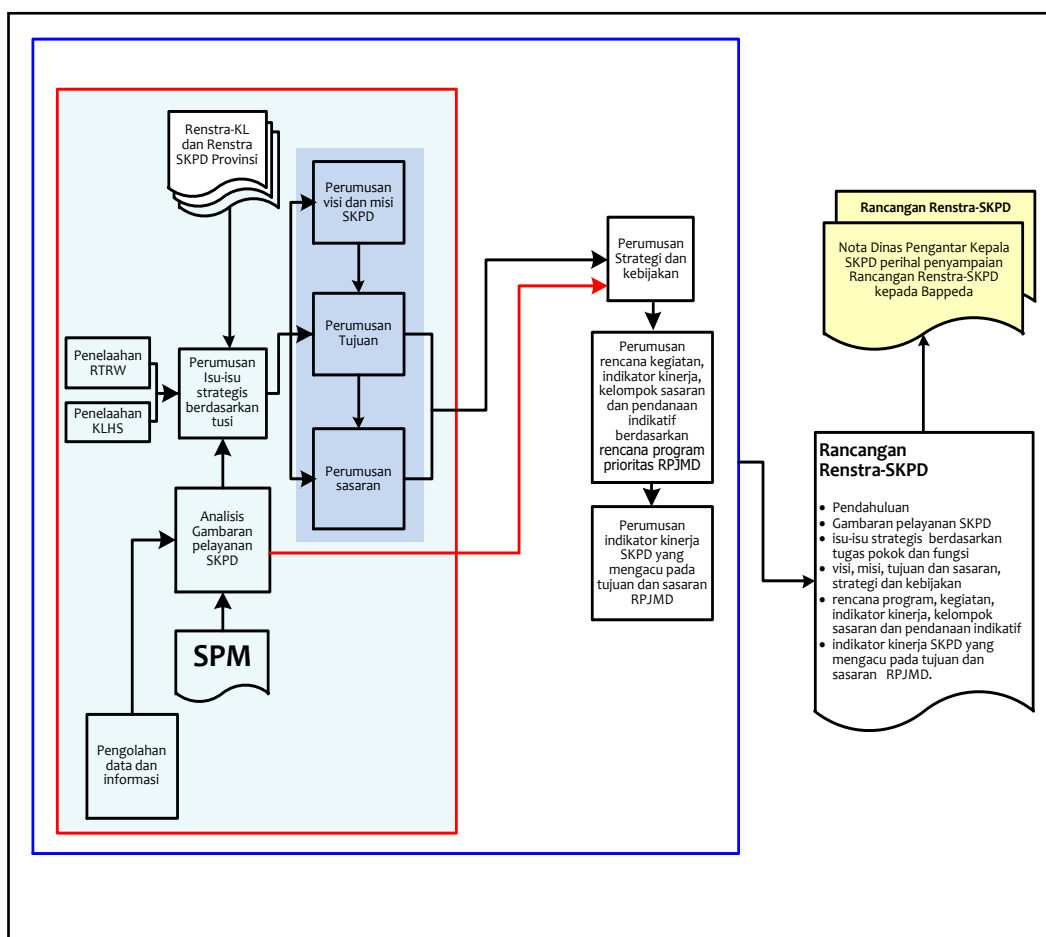 Renstra-KL
dan Renstra
SKPD Provinsi
Perumusan
visi dan misi
SKPD
Perumusan
Tujuan
Perumusan
sasaran
Penelaahan
RTRW
Penelaahan
KLHS
Perumusan
Isu-isu
strategis
berdasarkan
tusi
Analisis
Gambaran
pelayanan
SKPD
SPM
Pengolahan
data dan
informasi
Perumusan
Strategi dan
kebijakan
Perumusan
rencana kegiatan,
indikator kinerja,
kelompok sasaran
dan pendanaan
indikatif
berdasarkan
rencana program
prioritas RPJMD
Perumusan
indikator kinerja
SKPD yang
mengacu pada
tujuan dan sasaran
RPJMD
Rancangan Renstra-SKPD
Nota Dinas Pengantar Kepala
SKPD perihal penyampaian
Rancangan Renstra-SKPD
kepada Bappeda
Rancangan
Renstra-SKPD
• Pendahuluan
• Gambaran pelayanan SKPD
• isu-isu strategis berdasarkan
tugas pokok dan fungsi
• visi, misi, tujuan dan sasaran,
strategi dan kebijakan
• rencana program, kegiatan,
indikator kinerja, kelompok
sasaran dan pendanaan indikatif
• indikator kinerja SKPD yang
mengacu pada tujuan dan
sasaran RPJMD.